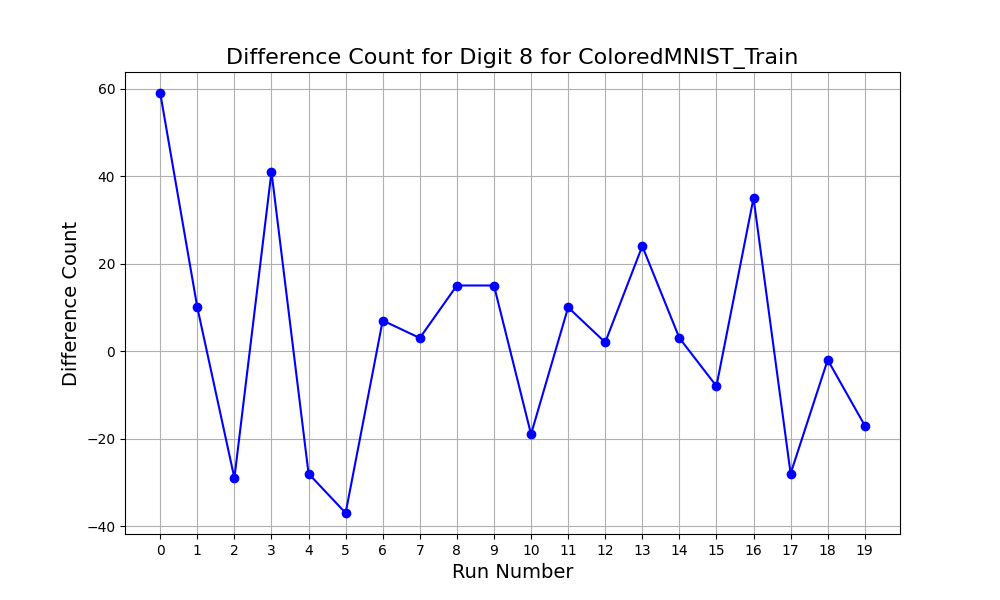 Difference Count for Digit 8 for ColoredMNIST_Train
Difference Count
60
40
20
0
−20
−40
0 1 2 3 4 5 6 7 8 9 10 11 12 13 14 15 16 17 18 19
Run Number